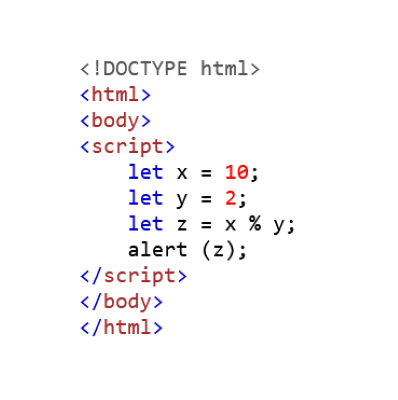 <!DOCTYPE html>
<html>
<body>
<script>
    let x = 10;
    let y = 2;
    let z = x % y;
    alert (z);
</script>
</body>
</html>